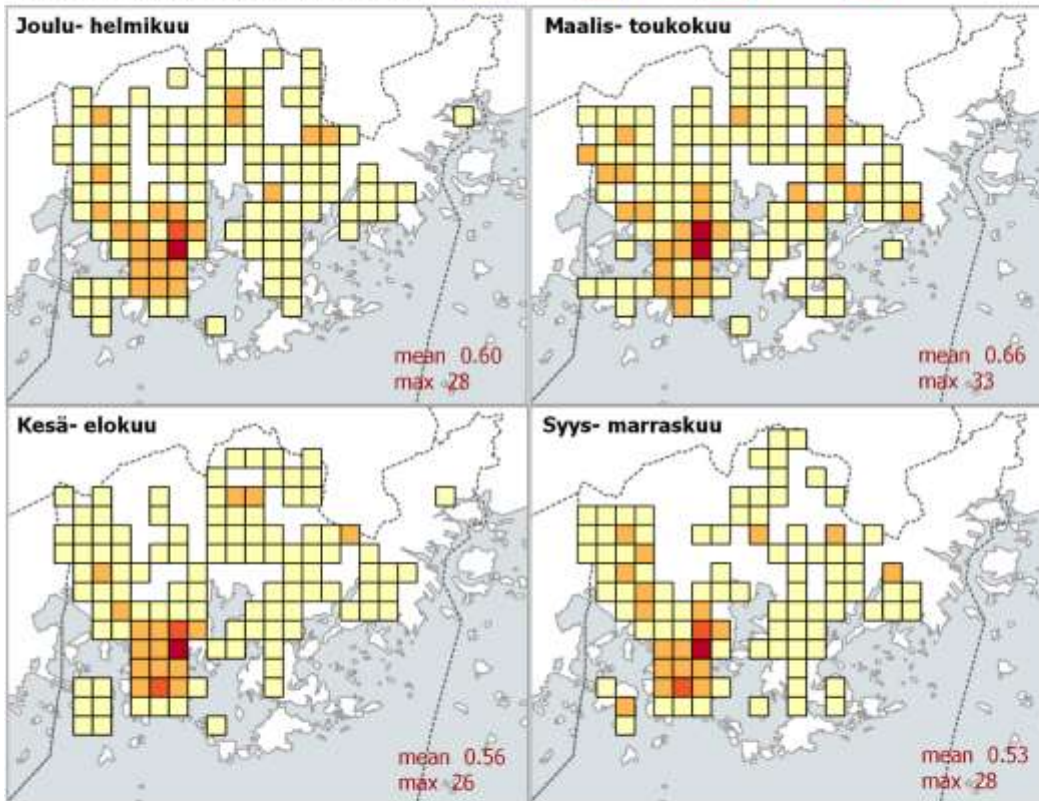 Joulu- helmikuu
Maalis- toukokuu
mean 0.60
max 28
mean 0.66
max 33
Kesä- elokuu
Syys- marraskuu
mean 0.56
max 26
mean 0.53
max 28